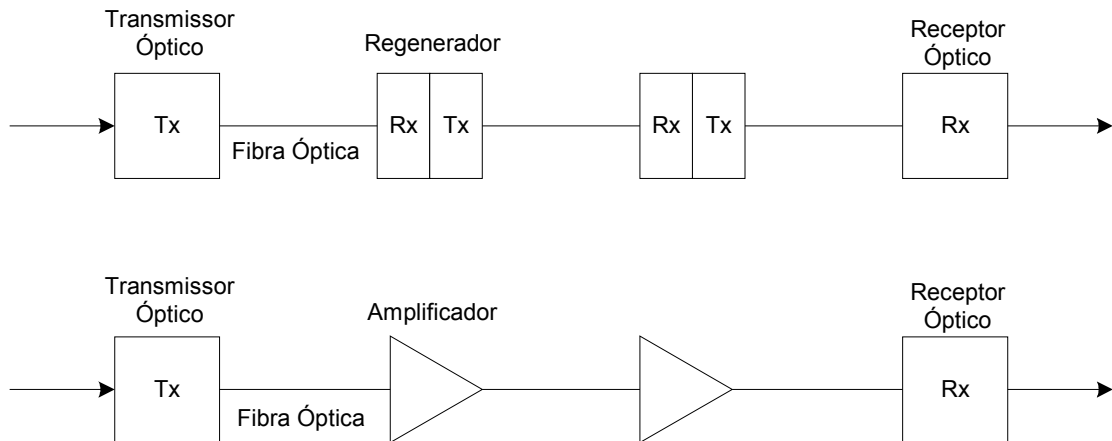 Transmissor
Óptico
Regenerador
Receptor
Óptico
Tx
Rx
Tx
Rx
Tx
Rx
Fibra Óptica
Transmissor
Óptico
Amplificador
Receptor
Óptico
Tx
Rx
Fibra Óptica